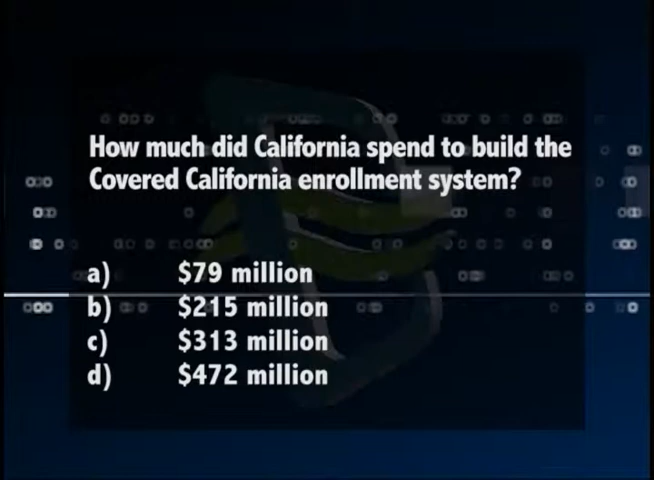 How much did California spend to build the
Covered California enrollment system?
a) $79 million
b) $215 million
c) $313 million
d) $472 million